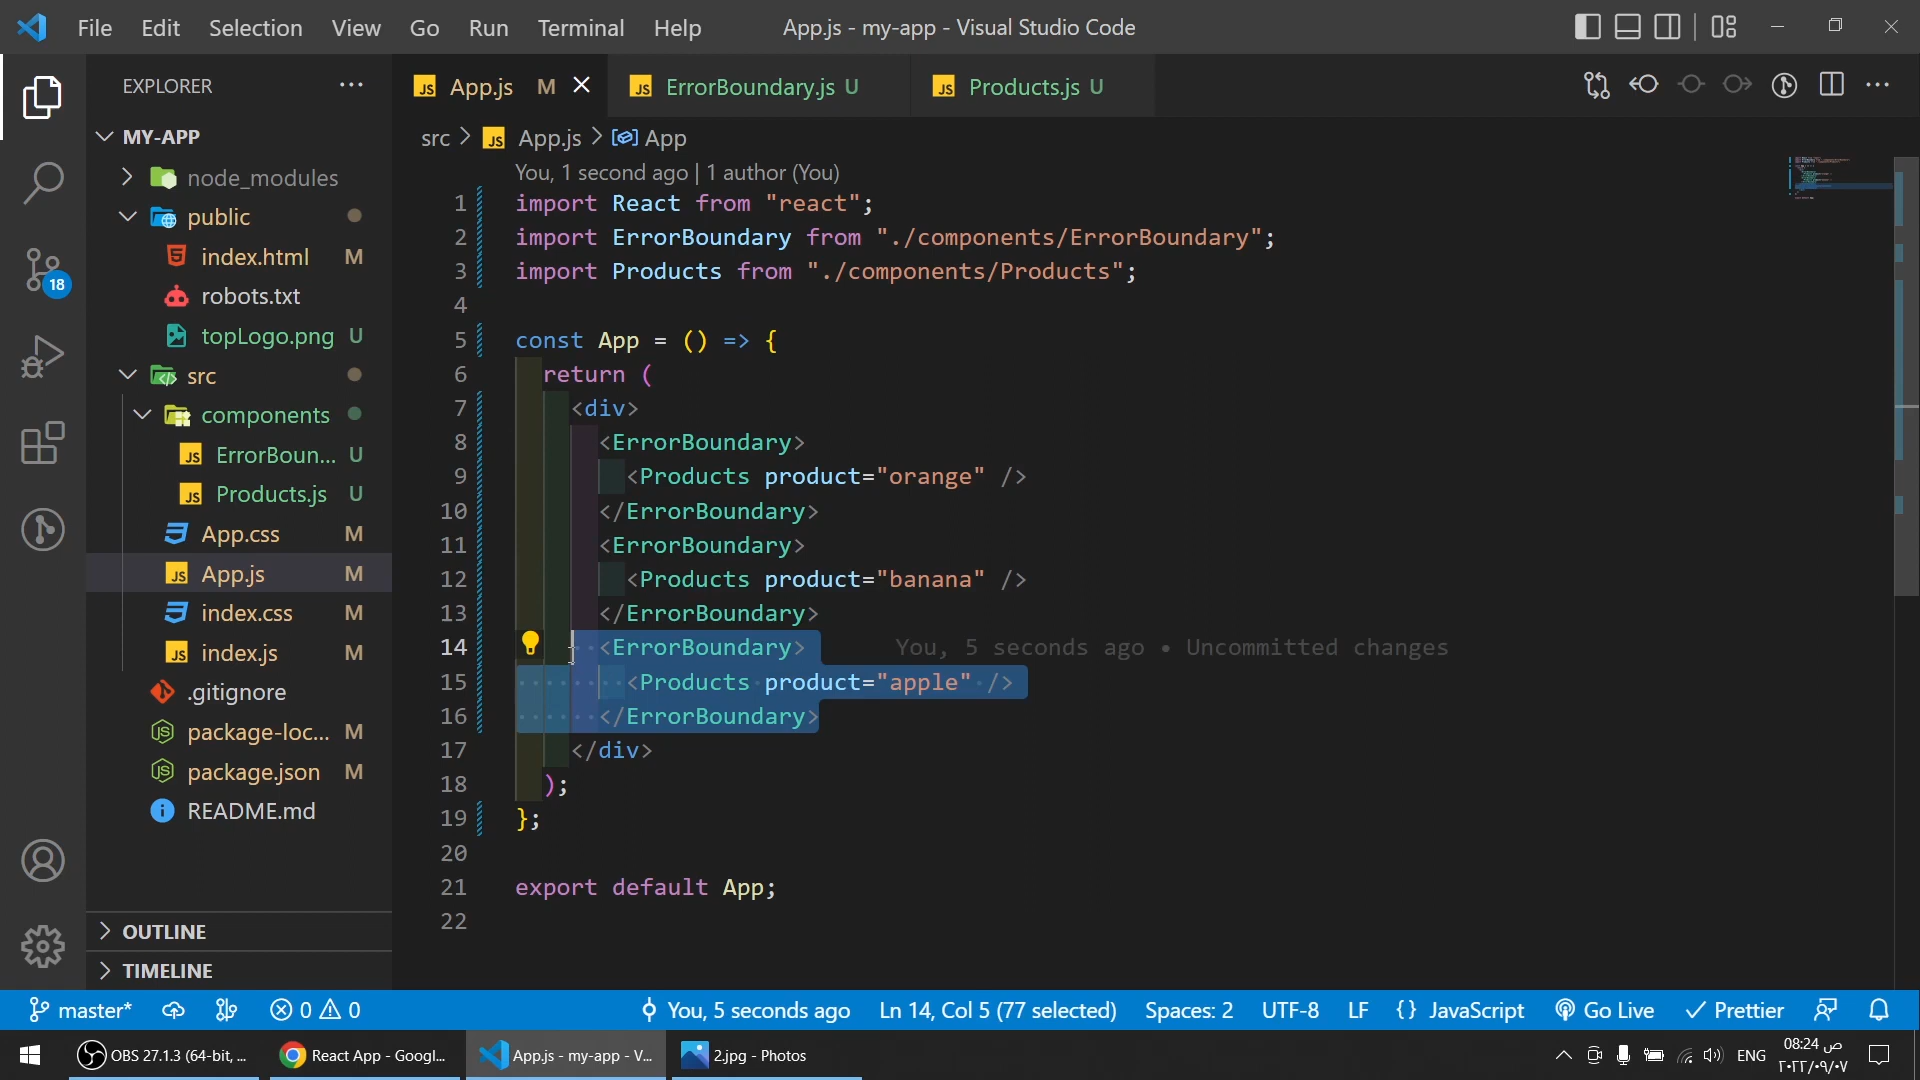 File Edit Selection View Go Run Terminal Help App.js - my-app - Visual Studio Code
EXPLORER
App.js M
ErrorBoundary.js U
Products.js U
MY-APP
node_modules
public
index.html M
robots.txt
topLogo.png U
src
components
ErrorBoun... U
Products.js U
App.css M
App.js M
index.css M
index.js M
.gitignore
package-loc... M
package.json M
README.md
OUTLINE
TIMELINE
18
src > App.js > App
You, 1 second ago | 1 author (You)
1 import React from "react";
2 import ErrorBoundary from "./components/ErrorBoundary";
3 import Products from "./components/Products";
4
5 const App = () => {
6 return (
7 <div>
8 <ErrorBoundary>
9 <Products product="orange" />
10 </ErrorBoundary>
11 <ErrorBoundary>
12 <Products product="banana" />
13 </ErrorBoundary>
14 <ErrorBoundary> You, 5 seconds ago • Uncommitted changes
15 <Products product="apple" />
16 </ErrorBoundary>
17 </div>
18 );
19 };
20
21 export default App;
22
master* 0 0 You, 5 seconds ago Ln 14, Col 5 (77 selected) Spaces: 2 UTF-8 LF {} JavaScript Go Live Prettier
OBS 27.1.3 (64-bit, ...
React App - Googl...
App.js - my-app - V...
2.jpg - Photos
ENG
08:24 ص
٢٠٢٢/٠٩/٠٧